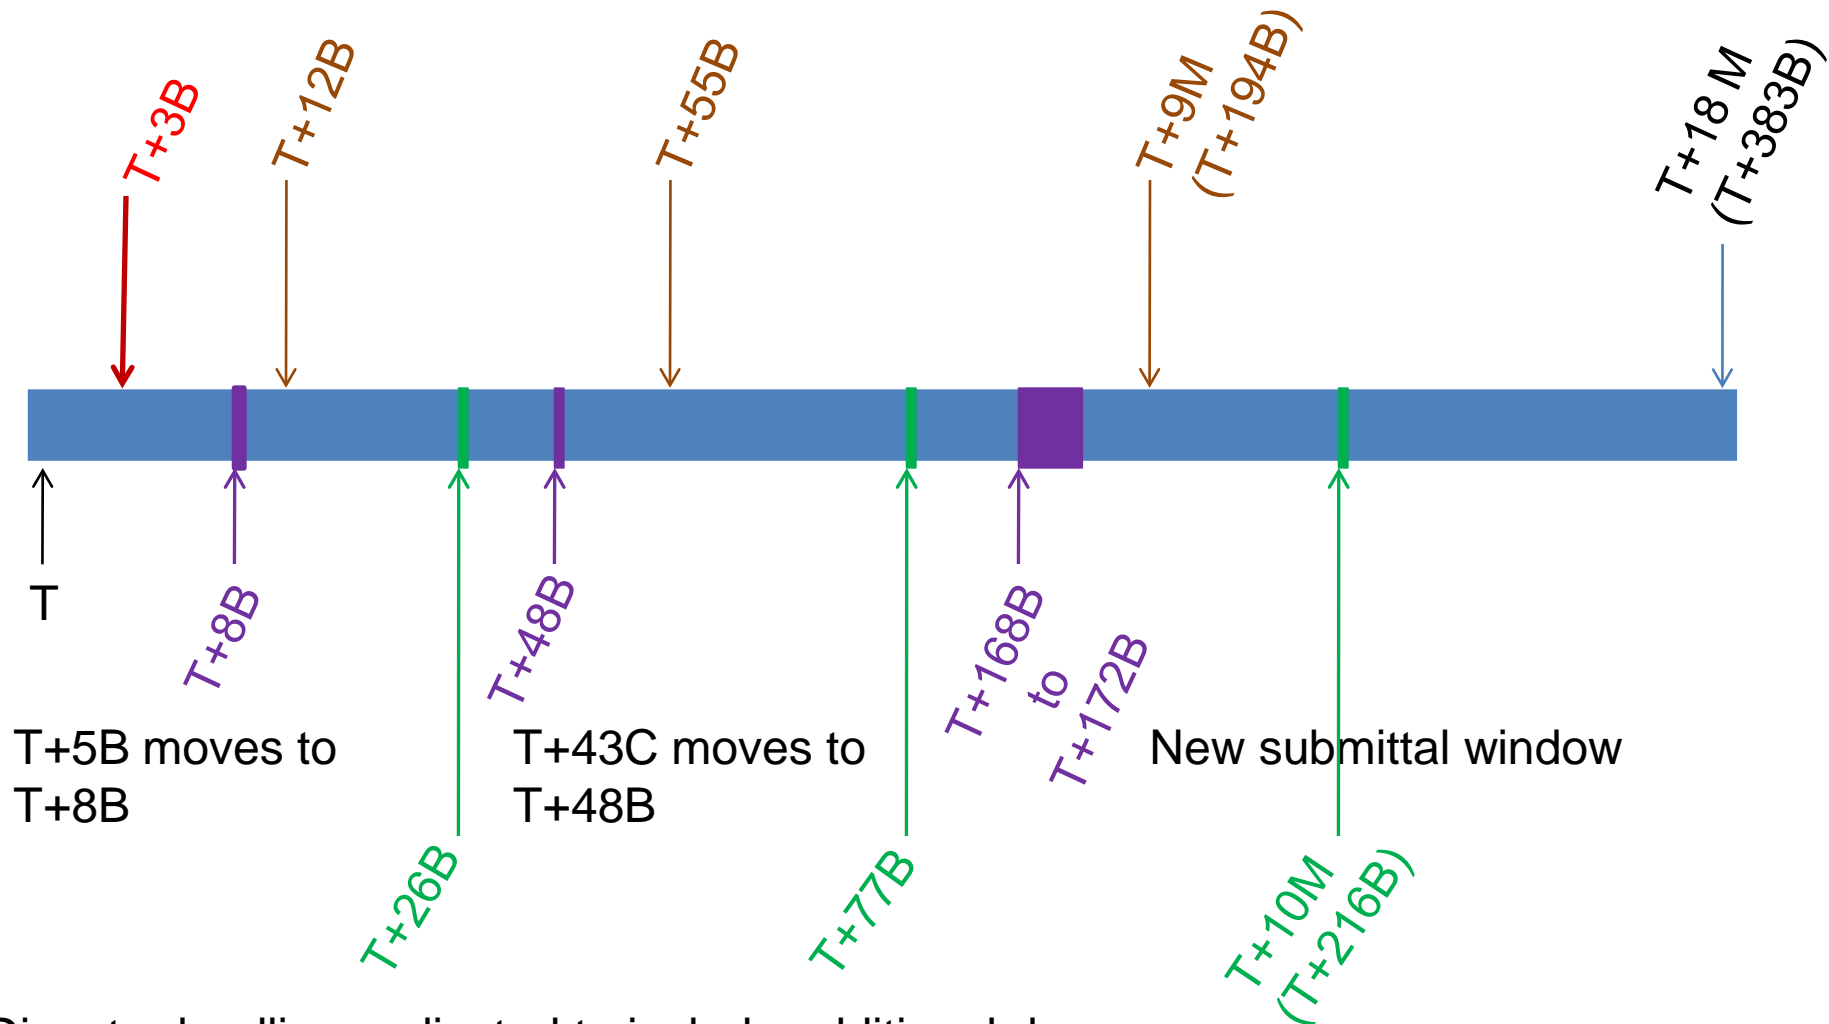 T+3B
T+12B
T+55B
T+9M
(T+194B)
T+18 M
(T+383B)
T
T+8B
T+48B
T+168B
to
T+172B
T+5B moves to
T+8B
T+43C moves to
T+48B
New submittal window
T+26B
T+77B
T+10M
(T+216B)